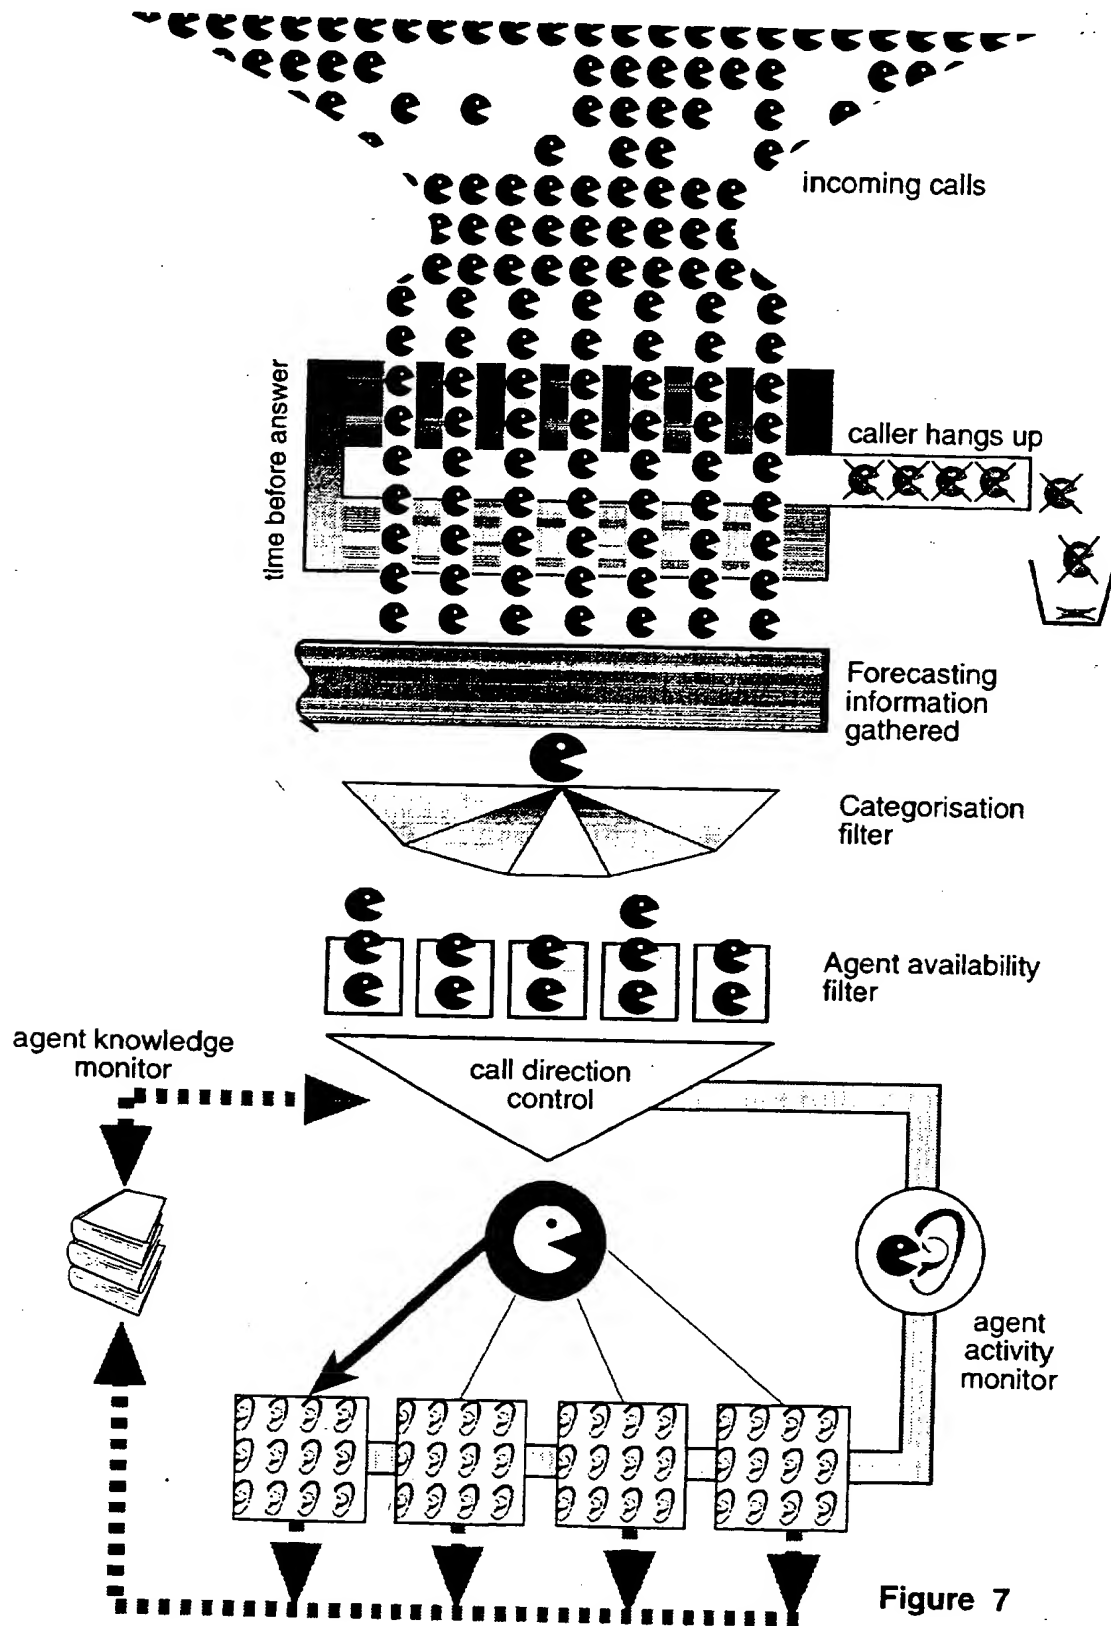 incoming calls
time before answer
caller hangs up
Forecasting
information
gathered
Categorisation
filter
Agent availability
filter
agent knowledge
monitor
call direction
control
agent
activity
monitor
Figure 7